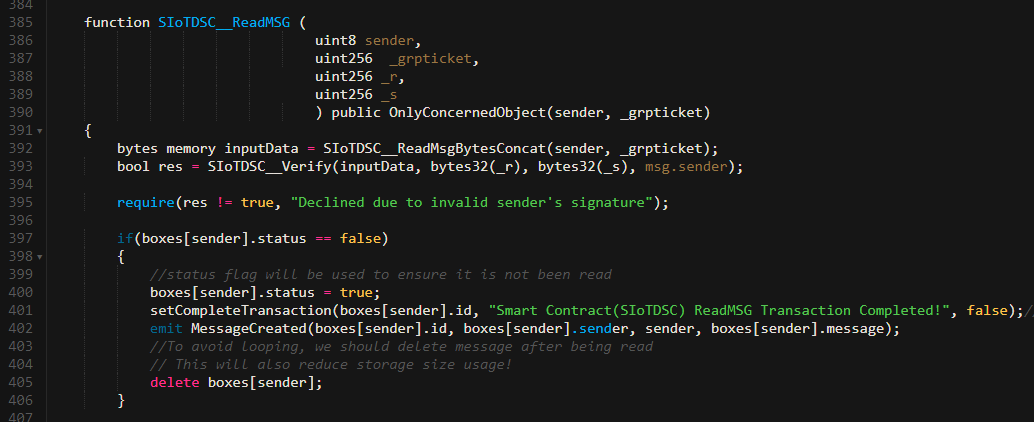 384
385 function SIoTDSC__ReadMSG (
386 uint8 sender,
387 uint256  _grpticket,
388 uint256 _r,
389 uint256 _s
390 ) public OnlyConcernedObject(sender, _grpticket)
391 {
392 bytes memory inputData = SIoTDSC__ReadMsgBytesConcat(sender, _grpticket);
393 bool res = SIoTDSC__Verify(inputData, bytes32(_r), bytes32(_s), msg.sender);
394
395 require(res != true, "Declined due to invalid sender's signature");
396
397 if(boxes[sender].status == false)
398 {
399 //status flag will be used to ensure it is not been read
400 boxes[sender].status = true;
401 setCompleteTransaction(boxes[sender].id, "Smart Contract(SIoTDSC) ReadMSG Transaction Completed!", false);/
402 emit MessageCreated(boxes[sender].id, boxes[sender].sender, sender, boxes[sender].message);
403 //To avoid looping, we should delete message after being read
404 // This will also reduce storage size usage!
405 delete boxes[sender];
406 }
407